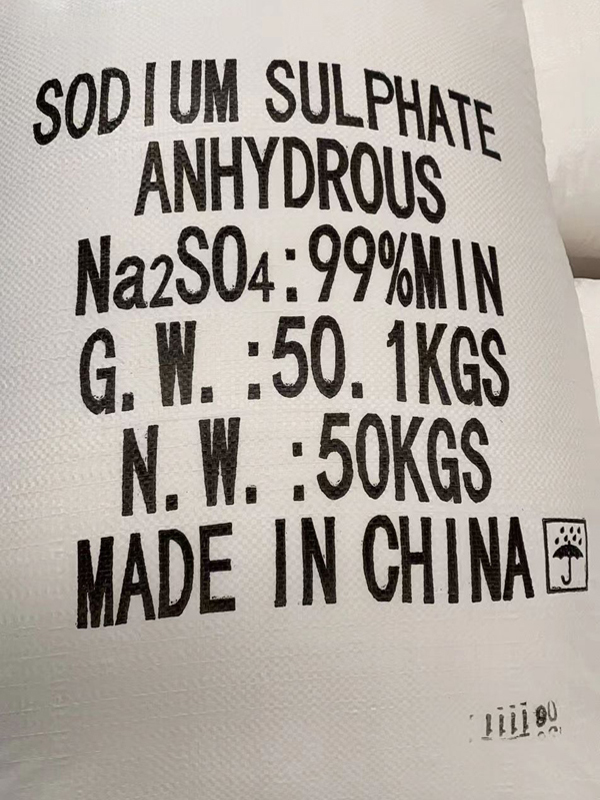 SODIUM SULPHATE
ANHYDROUS
Na2SO4:99%MIN
G.W.:50.1KGS
N.W.:50KGS
MADE IN CHINA